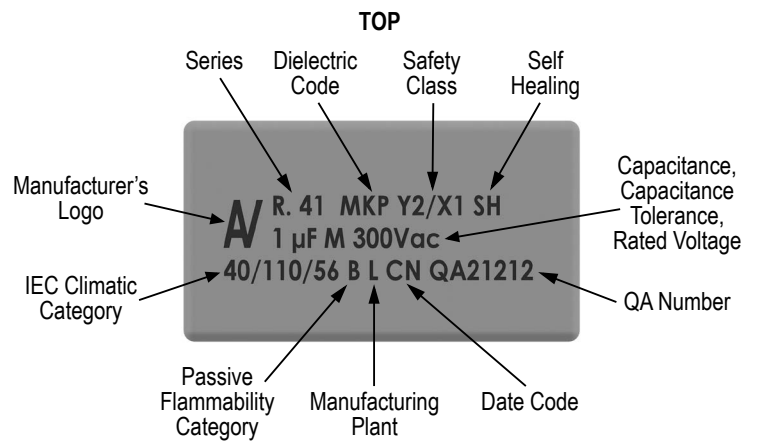 TOP
Series
Dielectric
Code
Safety
Class
Self
Healing
Manufacturer's
Logo
R. 41 MKP Y2/X1 SH
1 µF M 300Vac
40/110/56 B L CN QA21212
Capacitance,
Capacitance
Tolerance,
Rated Voltage
IEC Climatic
Category
QA Number
Passive
Flammability
Category
Manufacturing
Plant
Date Code